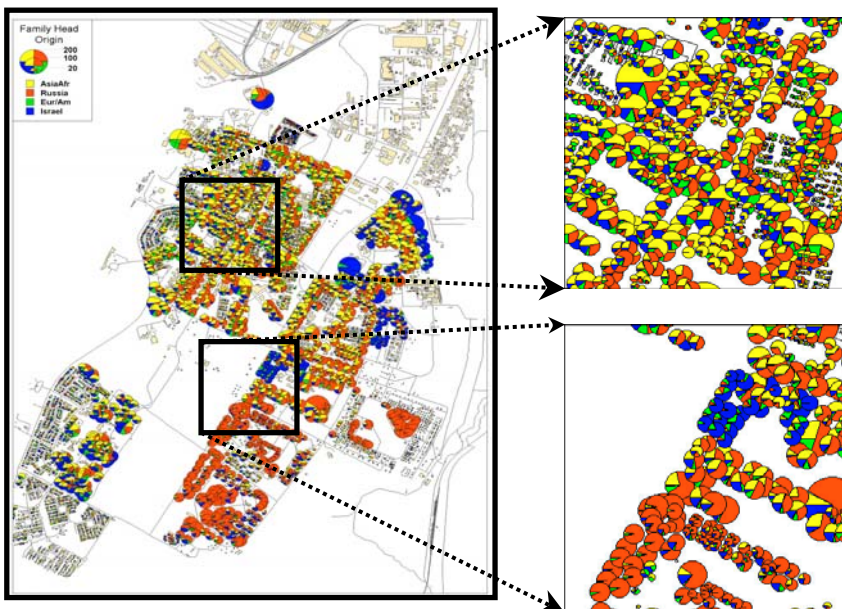 Family Head
Origin
200
100
20
AsiaAfr
Russia
Eur/Am
Israel